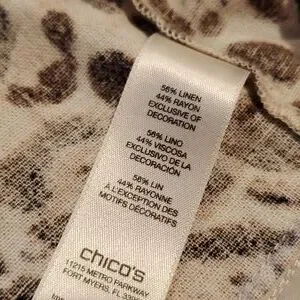 56% LINEN
44% RAYON
EXCLUSIVE OF
DECORATION
56% LINO
44% VISCOSA
EXCLUSIVO DE LA
DECORACIÓN
56% LIN
44% RAYONNE
À L'EXCEPTION DES
MOTIFS DÉCORATIFS
chico's
11215 METRO PARKWAY
FORT MYERS, FL